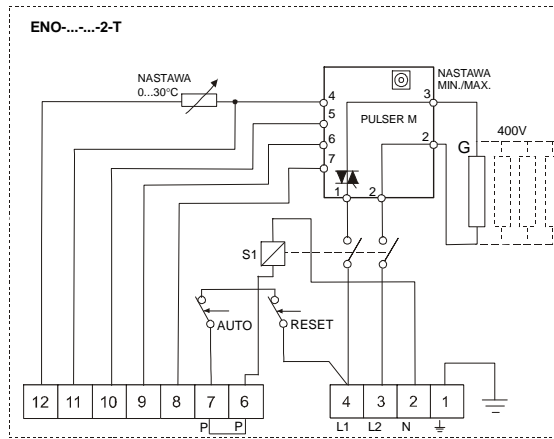 ENO-...-...-2-T
NASTAWA
0...30°C
NASTAWA
MIN./MAX.
4
3
5
PULSER M
6
2
7
G
400V
1
2
S1
AUTO
RESET
12
11
10
9
8
7
6
4
3
2
1
P
P
L1
L2
N